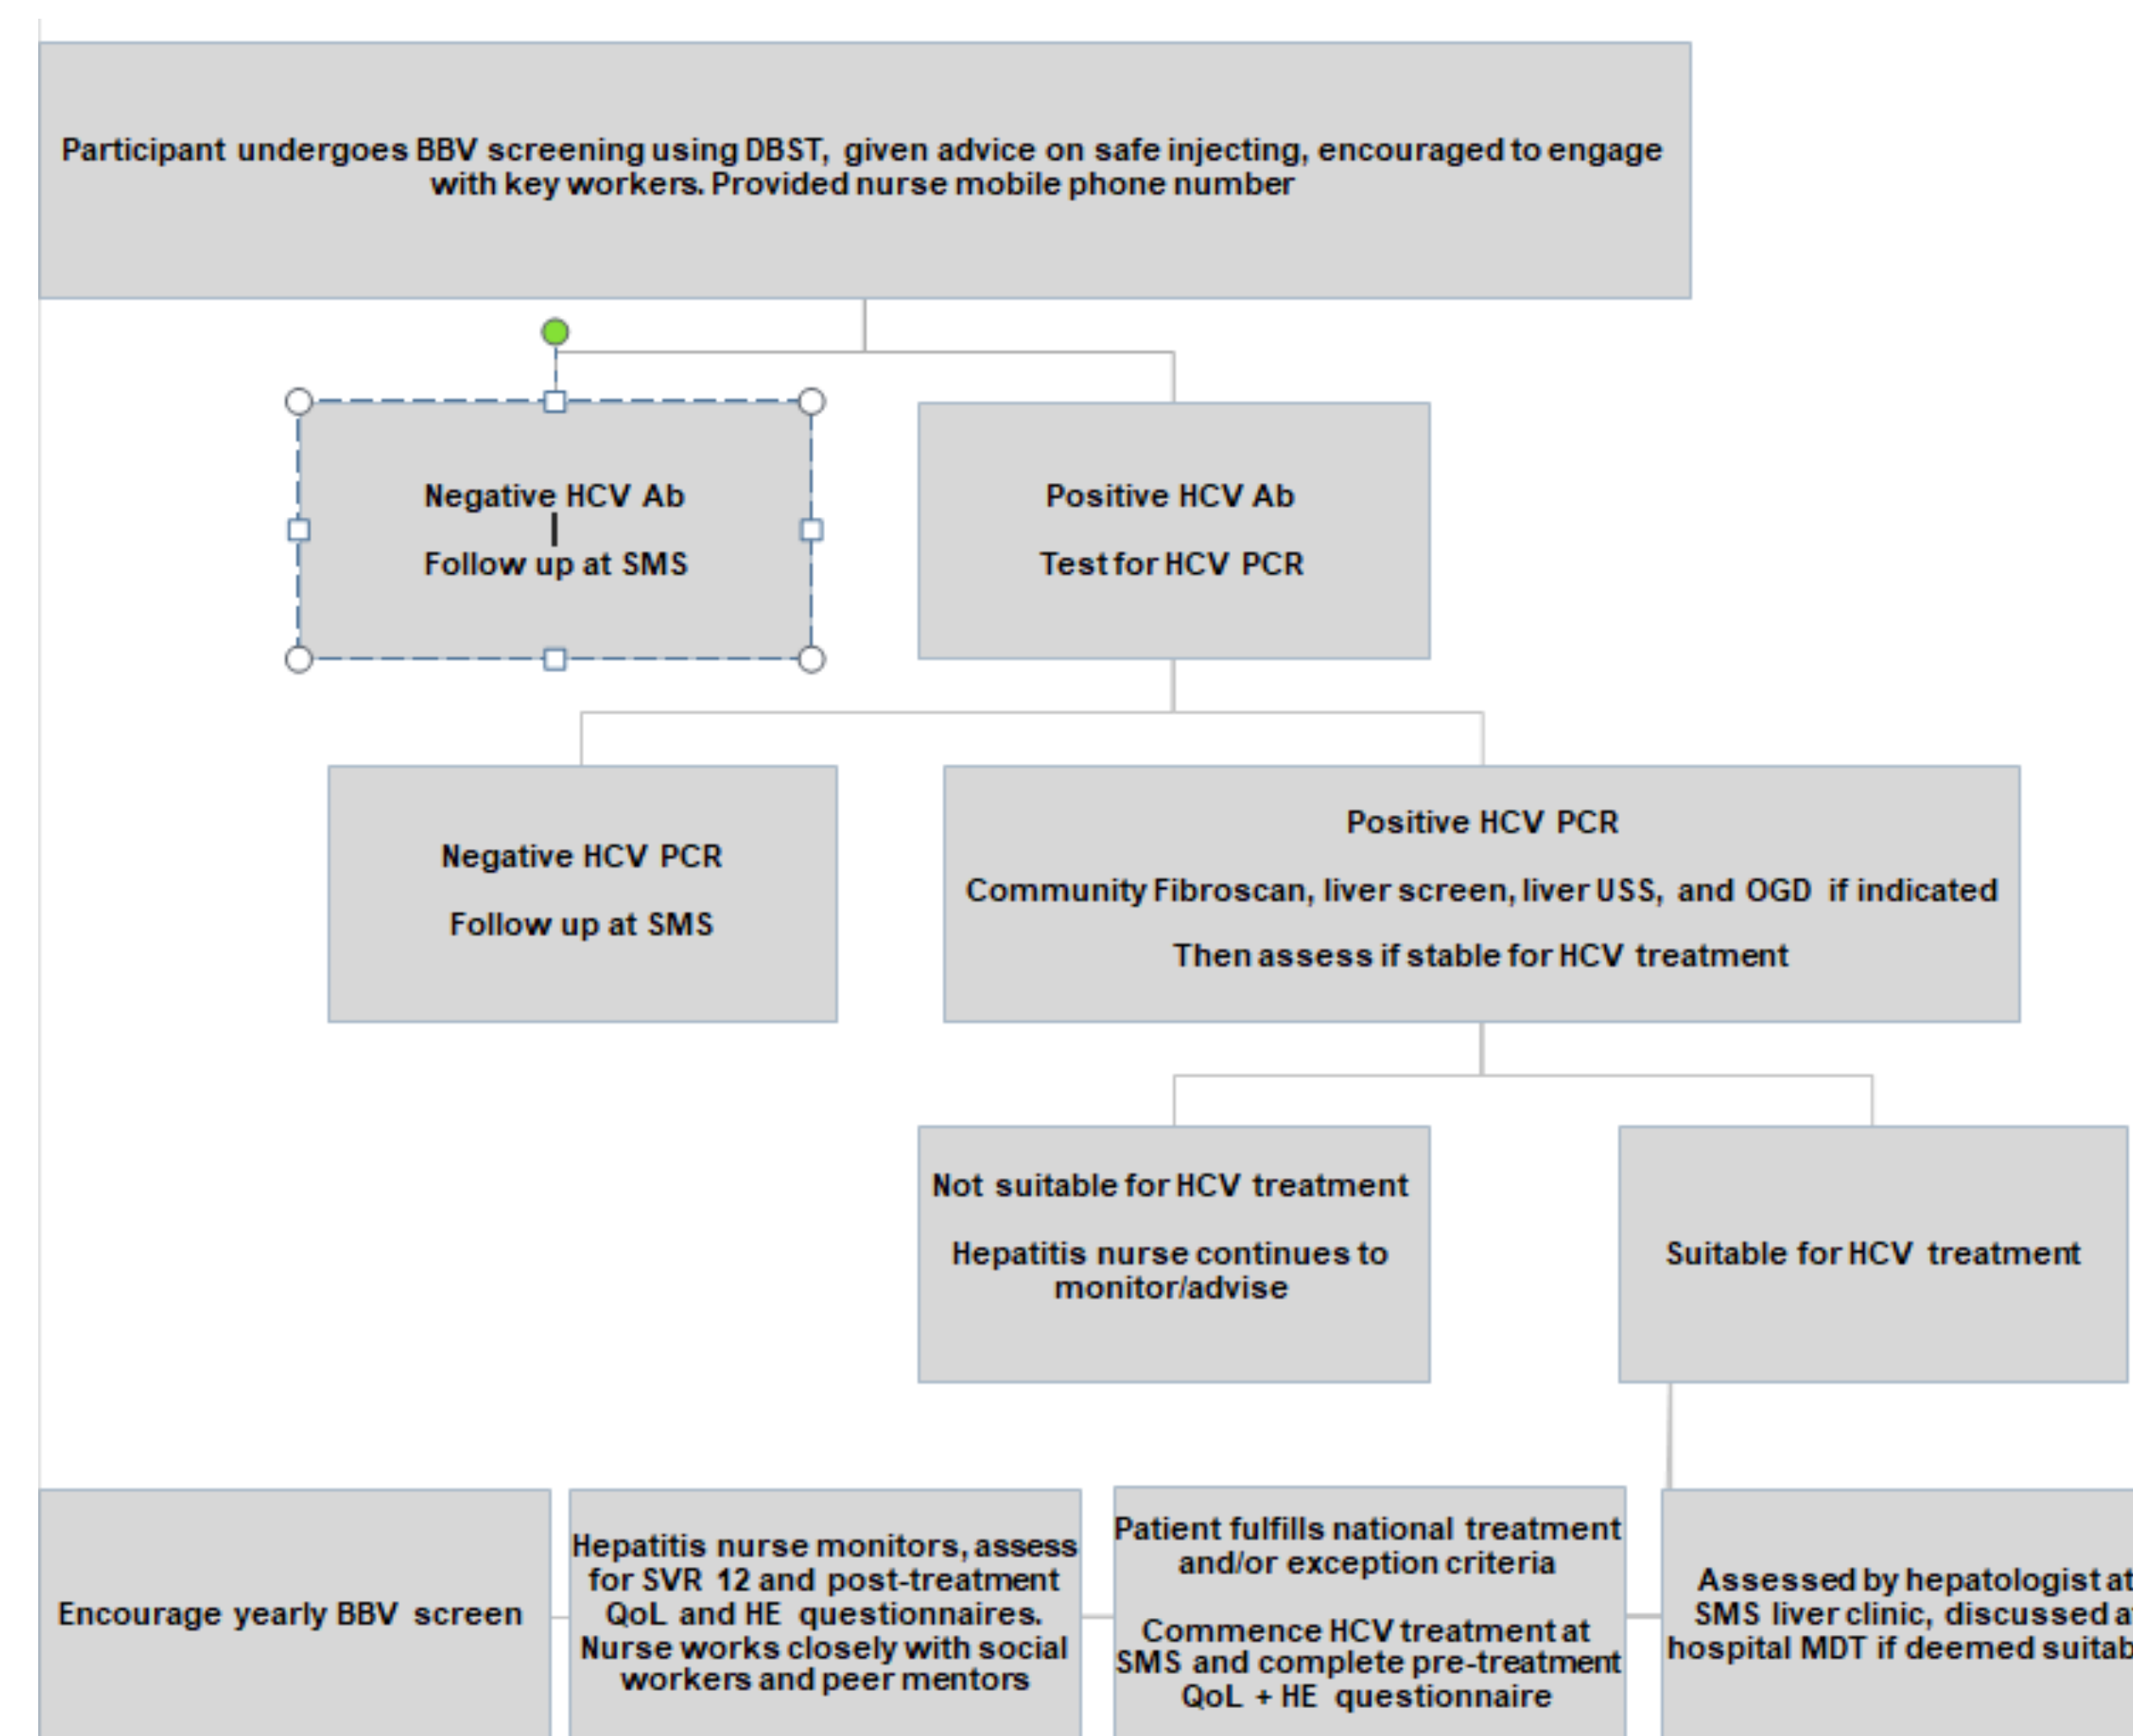 Participant undergoes BBV screening using DBST, given advice on safe injecting, encouraged to engage
with key workers. Provided nurse mobile phone number
Negative HCV Ab
Follow up at SMS
Positive HCV Ab
Test for HCV PCR
Negative HCV PCR
Follow up at SMS
Positive HCV PCR
Community Fibroscan, liver screen, liver USS, and OGD if indicated
Then assess if stable for HCV treatment
Not suitable for HCV treatment
Hepatitis nurse continues to
monitor/advise
Suitable for HCV treatment
Encourage yearly BBV screen
Hepatitis nurse monitors, assess
for SVR 12 and post-treatment
QoL and HE questionnaires.
Nurse works closely with social
workers and peer mentors
Patient fulfills national treatment
and/or exception criteria
Commence HCV treatment at
SMS and complete pre-treatment
QoL + HE questionnaire
Assessed by hepatologist at
SMS liver clinic, discussed
hospital MDT if deemed